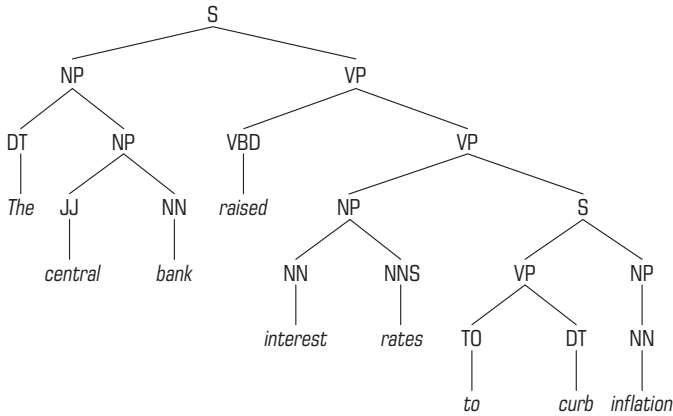 S
NP VP
DT NP VBD VP
The JJ NN raised NP S
central bank NN NNS VP NP
interest rates TO DT NN
to curb inflation